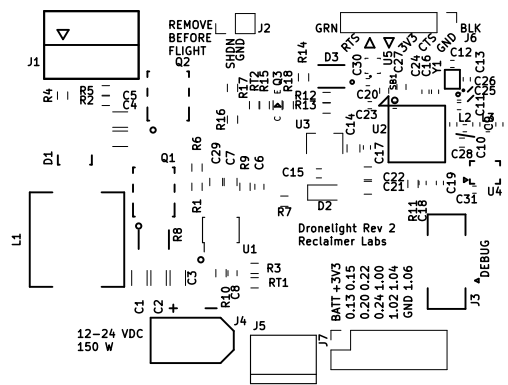 REMOVE
BEFORE
FLIGHT
J2
SHDN
GND
GRN
BLK
RTS
3V3
CTS
GND
J6
J1
Q2
R14
D3
C30
U5
C27
SB1
C16
C24
Y1
C12
C13
C26
C25
C11
R4
R5
R2
C5
C4
R17
R12
R15
Q3
R18
R16
R12
R13
C20
C23
U2
L2
L3
C10
C28
U3
C14
C17
D1
Q1
R6
C29
C7
R9
C6
C15
C22
C21
C19
C31
U4
R7
D2
R11
C18
L1
R1
R8
U1
Dronelight Rev 2
Reclaimer Labs
DEBUG
J3
C1
C2
C3
R10
C8
R3
RT1
BATT +3V3
0.13 0.15
0.20 0.22
0.24 1.00
1.02 1.04
GND 1.06
12-24 VDC
150 W
+
—
J4
J5
J7